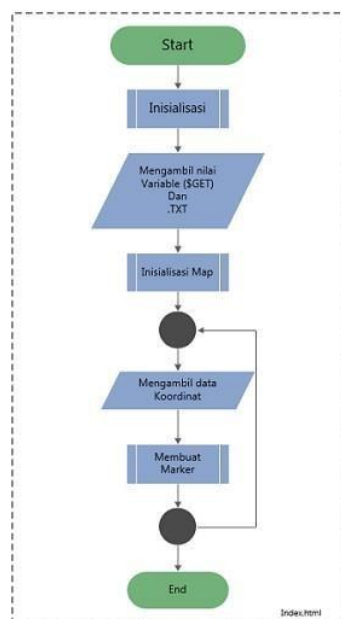 Start
Inisialisasi
Mengambil nilai
Variable ($GET)
Dan
.TXT
Inisialisasi Map
Mengambil data
Koordinat
Membuat
Marker
End
Index.html